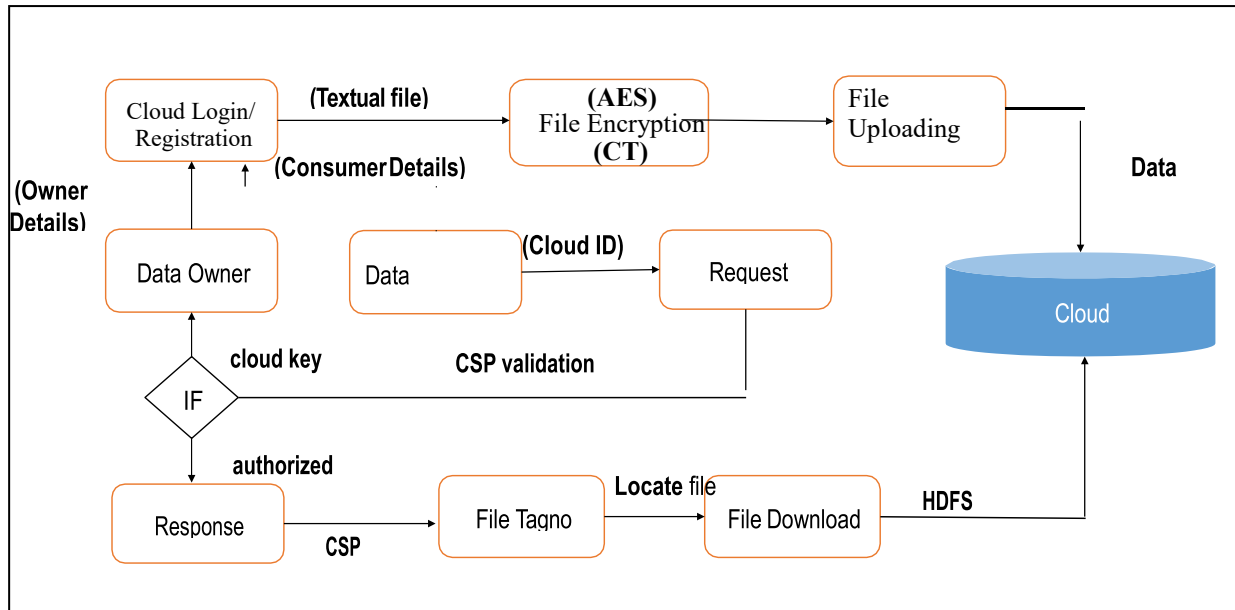 (Textual file)
(AES)
File
Cloud Login/
Registration
File Encryption
Uploading
(CT)
(Consumer Details)
Data
(Owner
Details)
(Cloud ID)
Data Owner
Data
Request
Cloud
cloud key
CSP validation
IF
authorized
Locate file
HDFS
Response
File Tagno
File Download
CSP